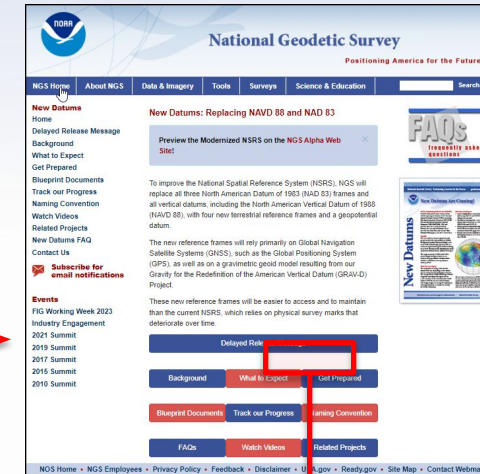 NOAA
National Geodetic Survey
Positioning America for the Future
NGS Home About NGS Data & Imagery Tools Surveys Science & Education Search
New Datums
Home
Delayed Release Message
Background
What to Expect
Get Prepared
Blueprint Documents
Track our Progress
Naming Convention
Watch Videos
Related Projects
New Datums FAQ
Contact Us
Subscribe for
email notifications
Events
FIG Working Week 2023
Industry Engagement
2021 Summit
2019 Summit
2017 Summit
2015 Summit
2010 Summit
New Datums: Replacing NAVD 88 and NAD 83
Preview the Modernized NSRS on the NGS Alpha Web
Site!
To improve the National Spatial Reference System (NSRS), NGS will
replace all three North American Datum of 1983 (NAD 83) frames and
all vertical datums, including the North American Vertical Datum of 1988
(NAVD 88), with four new terrestrial reference frames and a geopotential
datum.
The new reference frames will rely primarily on Global Navigation
Satellite Systems (GNSS), such as the Global Positioning System
(GPS), as well as on a gravimetric geoid model resulting from our
Gravity for the Redefinition of the American Vertical Datum (GRAV-D)
Project.
These new reference frames will be easier to access and to maintain
than the current NSRS, which relies on physical survey marks that
deteriorate over time.
Delayed
Background What to Expect Get Prepared
Blueprint Documents Track our Progress Naming Convention
FAQs Watch Videos Related Projects
FAQs
frequently aske
questions
New Datums Are Coming!
New Datums
NOS Home • NGS Employees • Privacy Policy • Feedback • Disclaimer • .gov • Ready.gov • Site Map • Contact Webma